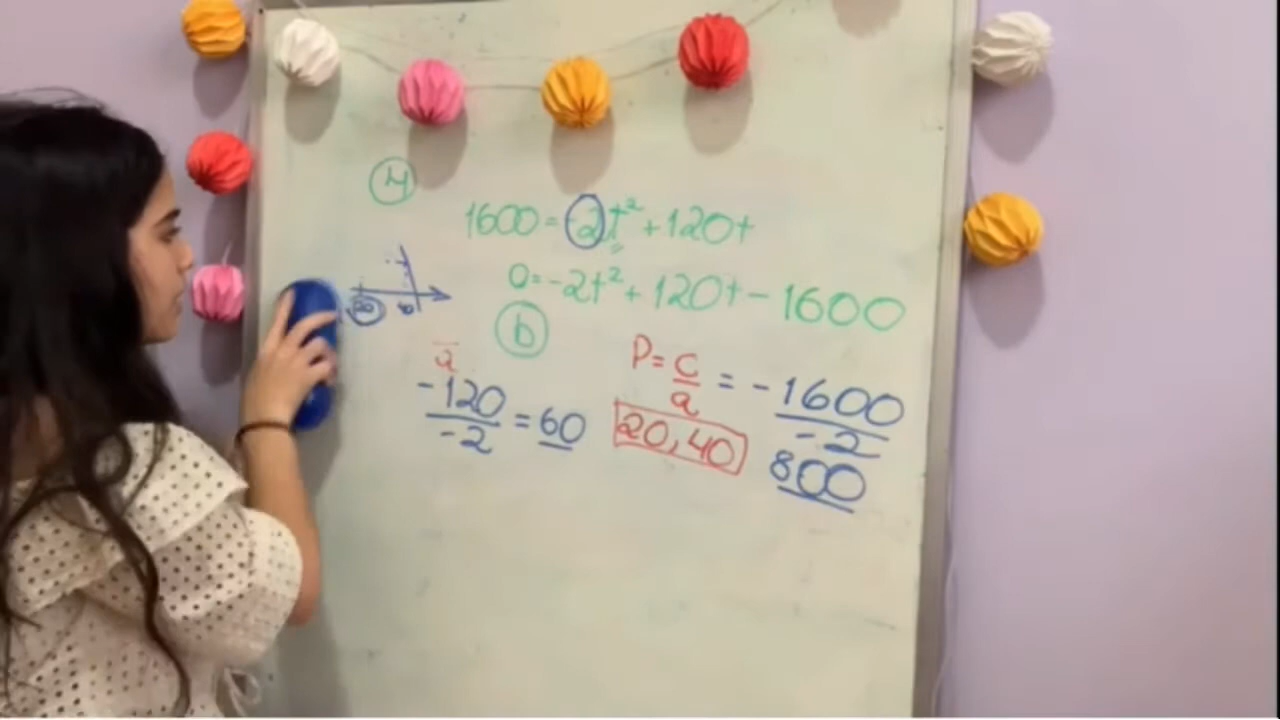 4
1600 = -2t² + 120t
0 = -2t² + 120t - 1600
b
a
-120/-2 = 60
P = c/a = -1600/-2
20, 40
800